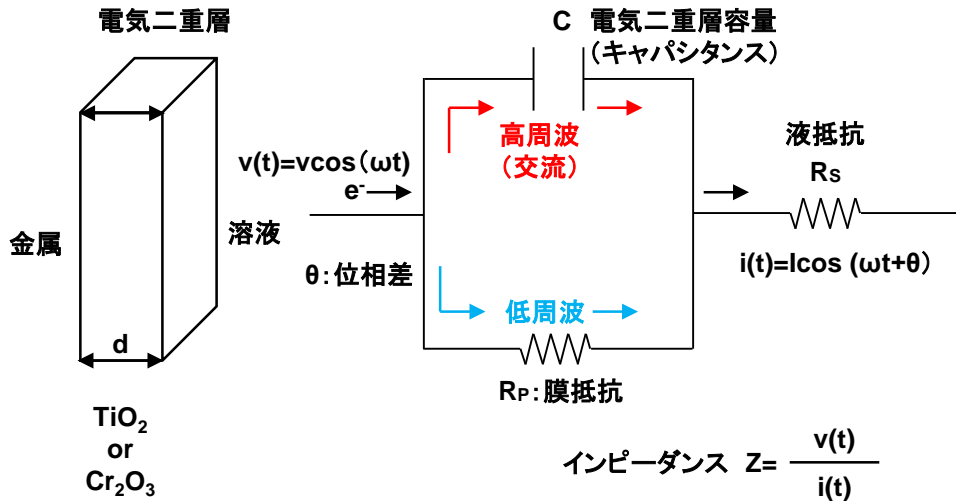 電気二重層
C 電気二重層容量
（キャパシタンス）
高周波
（交流）
液抵抗
RS
v(t)=vcos（ωt）
e-
金属
溶液
θ：位相差
i(t)=Icos (ωt+θ）
低周波
d
RP：膜抵抗
TiO2
or
Cr2O3
インピーダンス Z= v(t)
i(t)